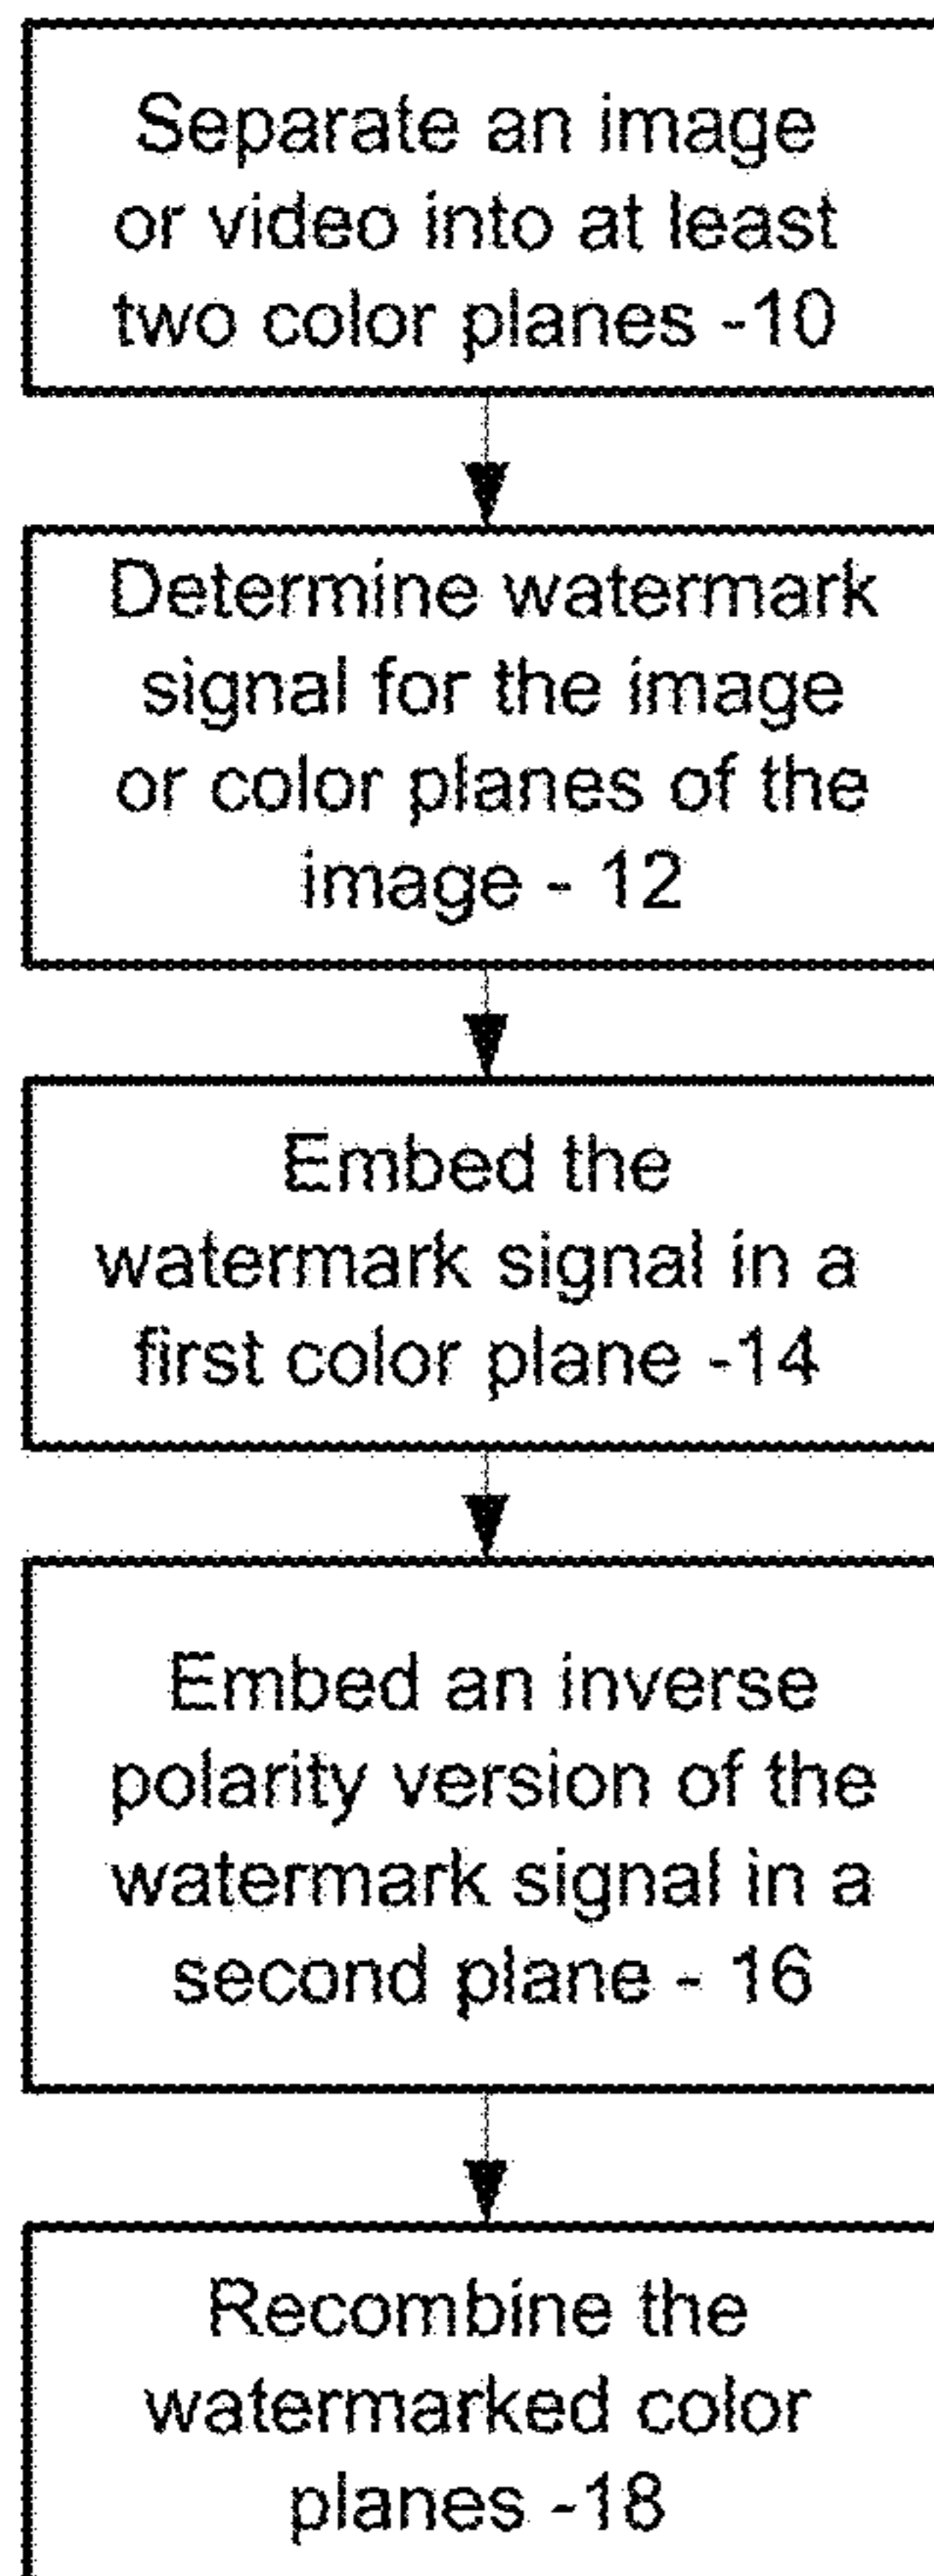 Separate an image
or video into at least
two color planes -10
Determine watermark
signal for the image
or color planes of the
image - 12
Embed the
watermark signal in a
first color plane -14
Embed an inverse
polarity version of the
watermark signal in a
second plane - 16
Recombine the
watermarked color
planes -18